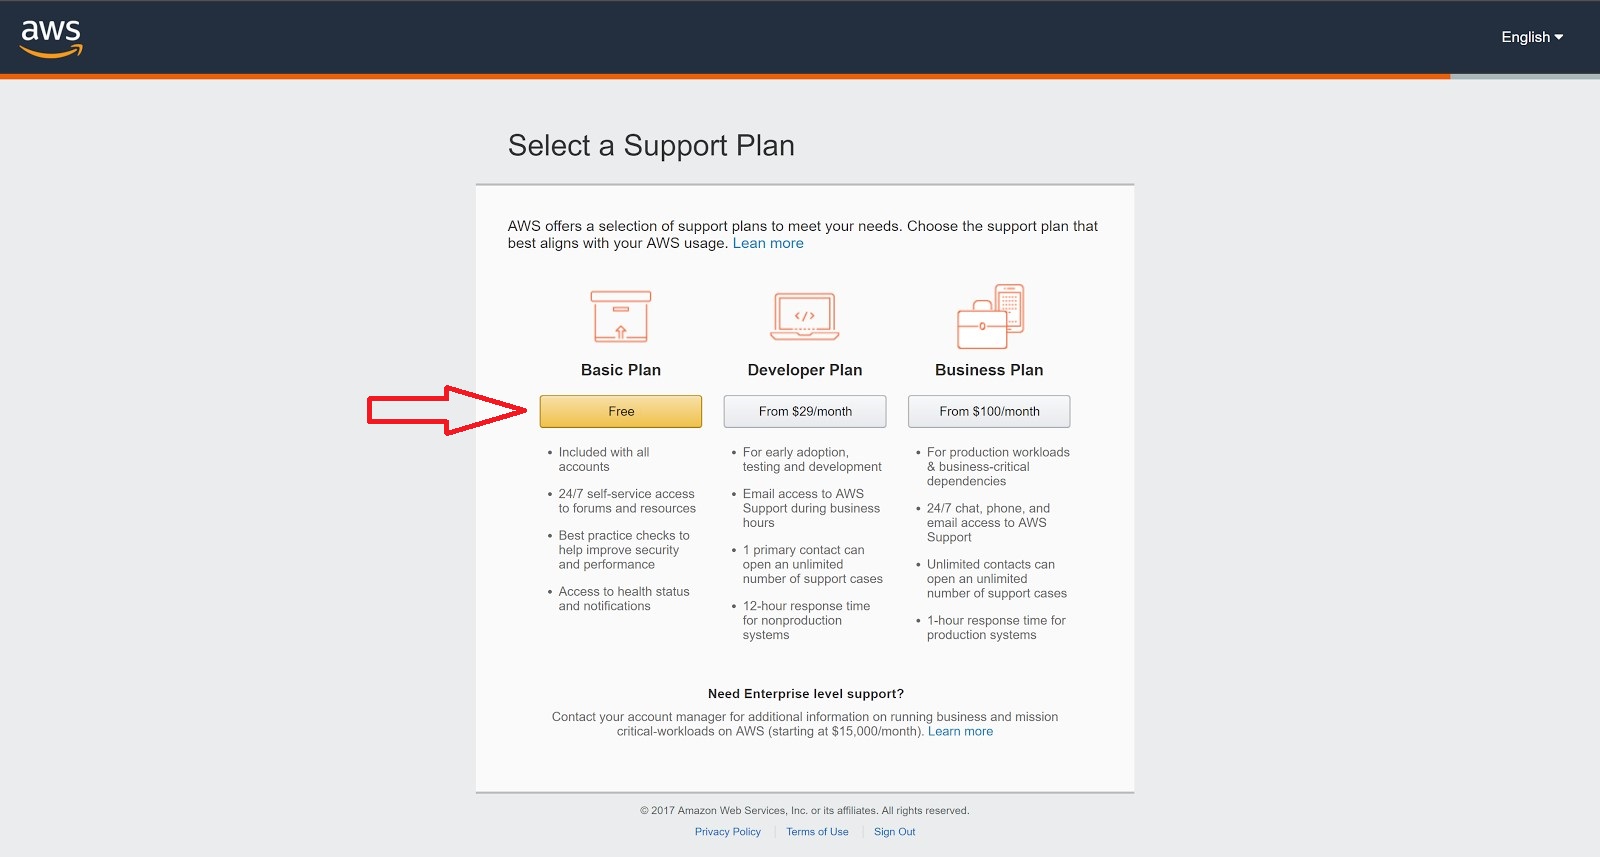 aws
English
Select a Support Plan
AWS offers a selection of support plans to meet your needs. Choose the support plan that
best aligns with your AWS usage. Lean more
</>
Basic Plan
Free
• Included with all
accounts
• 24/7 self-service access
to forums and resources
• Best practice checks to
help improve security
and performance
• Access to health status
and notifications
Developer Plan
From $29/month
• For early adoption,
testing and development
• Email access to AWS
Support during business
hours
• 1 primary contact can
open an unlimited
number of support cases
• 12-hour response time
for nonproduction
systems
Business Plan
From $100/month
• For production workloads
& business-critical
dependencies
• 24/7 chat, phone, and
email access to AWS
Support
• Unlimited contacts can
open an unlimited
number of support cases
• 1-hour response time for
production systems
Need Enterprise level support?
Contact your account manager for additional information on running business and mission
critical-workloads on AWS (starting at $15,000/month). Learn more
© 2017 Amazon Web Services, Inc. or its affiliates. All rights reserved.
Privacy Policy | Terms of Use | Sign Out